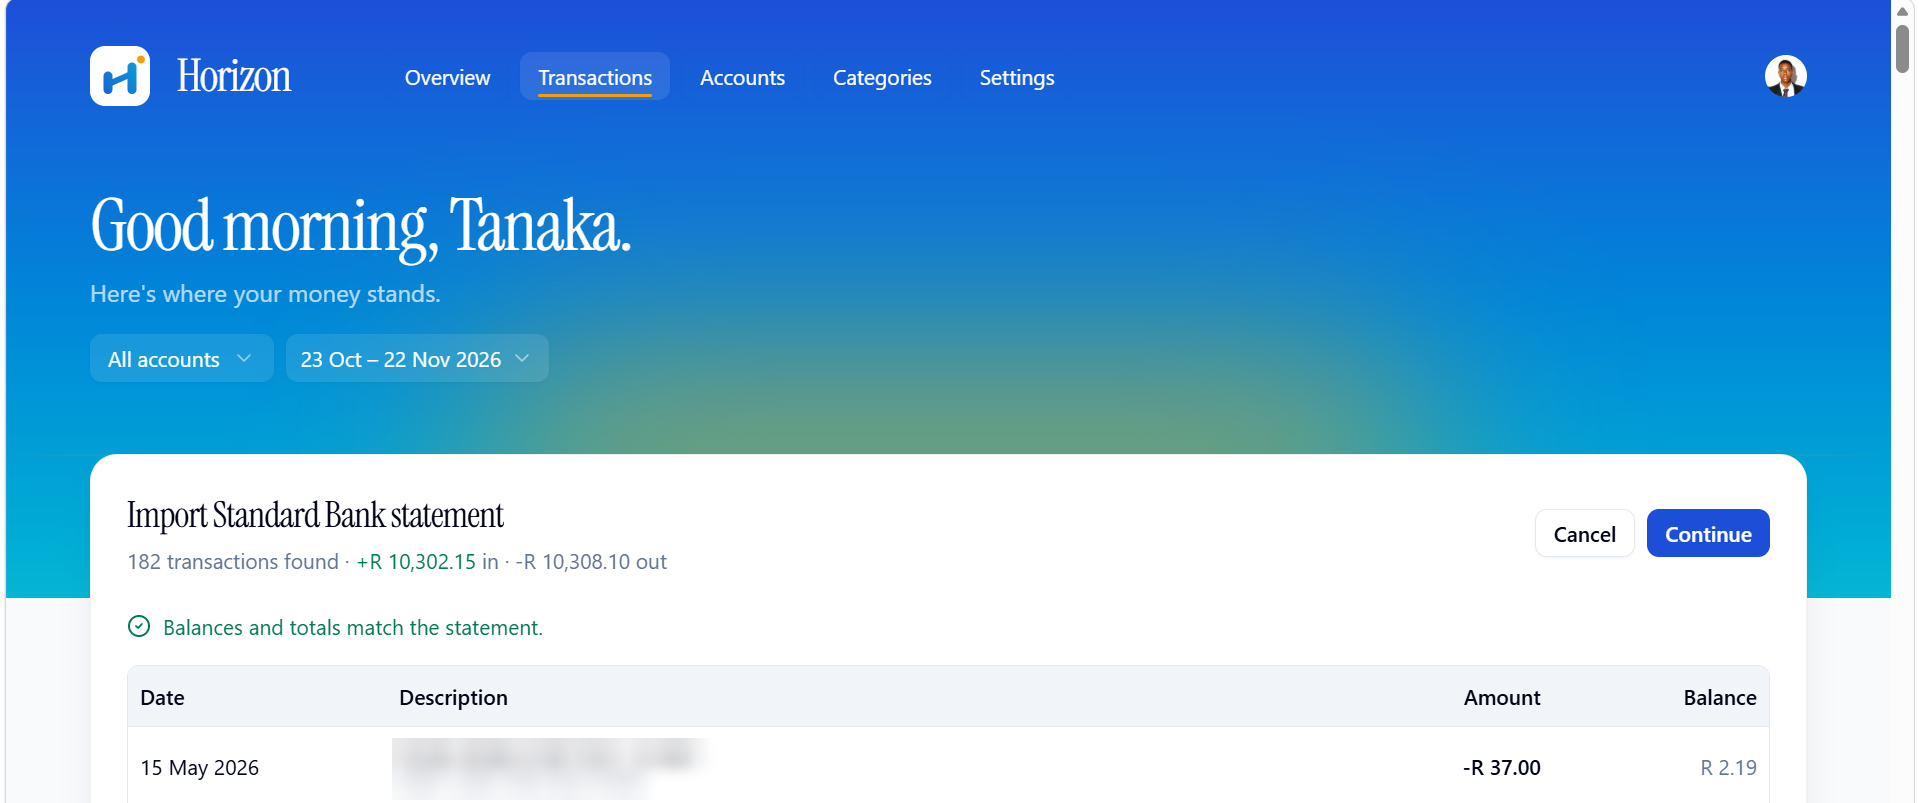 Horizon
Overview Transactions Accounts Categories Settings
Good morning, Tanaka.
Here's where your money stands.
All accounts 23 Oct – 22 Nov 2026
Import Standard Bank statement
Cancel Continue
182 transactions found · +R 10,302.15 in · -R 10,308.10 out
Balances and totals match the statement.
Date Description Amount Balance
15 May 2026 -R 37.00 R 2.19